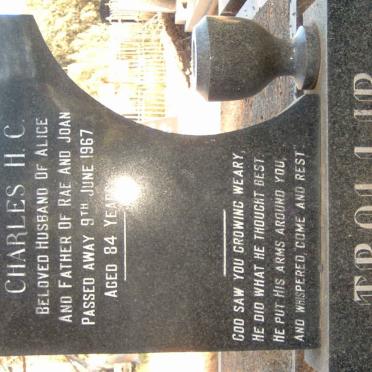 CHARLES H. C.
BELOVED HUSBAND OF ALICE
AND FATHER OF RAE AND JOAN
PASSED AWAY 9TH JUNE 1967
AGED 84 YEARS
GOD SAW YOU GROWING WEARY,
HE DID WHAT HE THOUGHT BEST.
HE PUT HIS ARMS AROUND YOU,
AND WHISPERED, COME AND REST.
TROLLIP